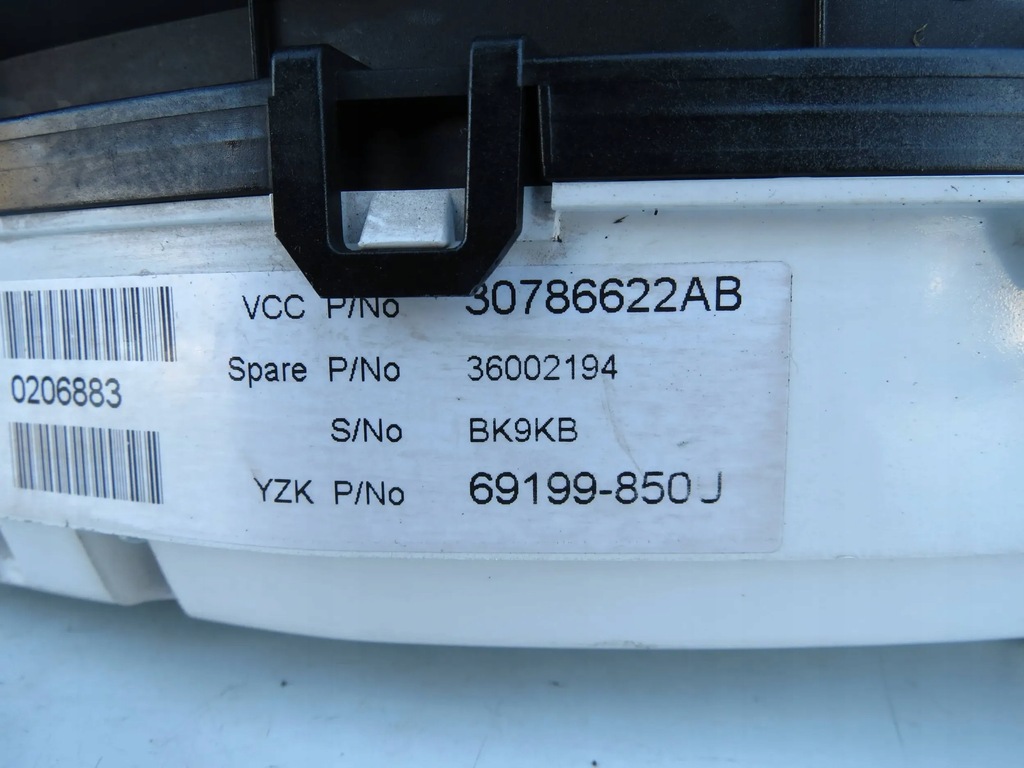 VCC P/No 30786622AB
Spare P/No 36002194
0206883
S/No BK9KB
YZK P/No 69199-850J